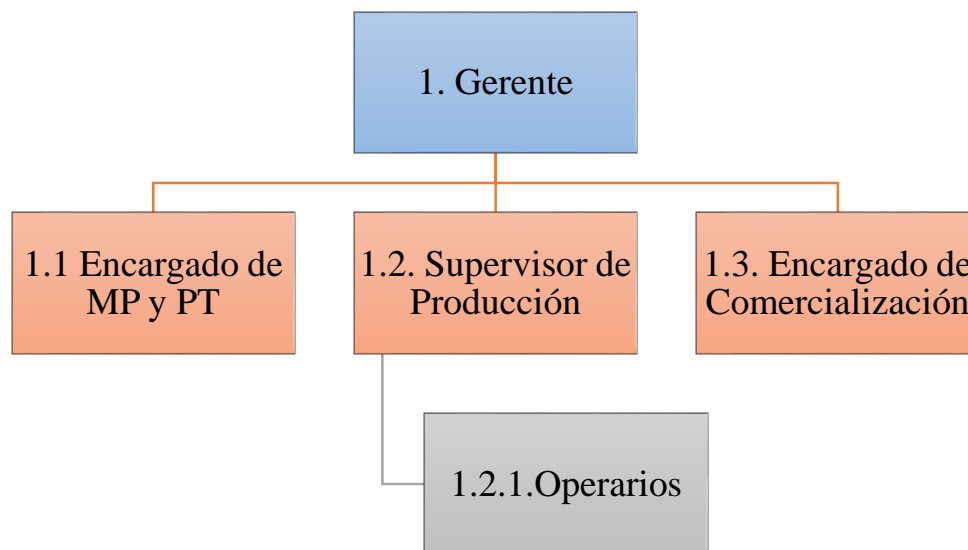 1. Gerente
1.1 Encargado de
MP y PT
1.2. Supervisor de
Producción
1.3. Encargado de
Comercialización
1.2.1.Operarios